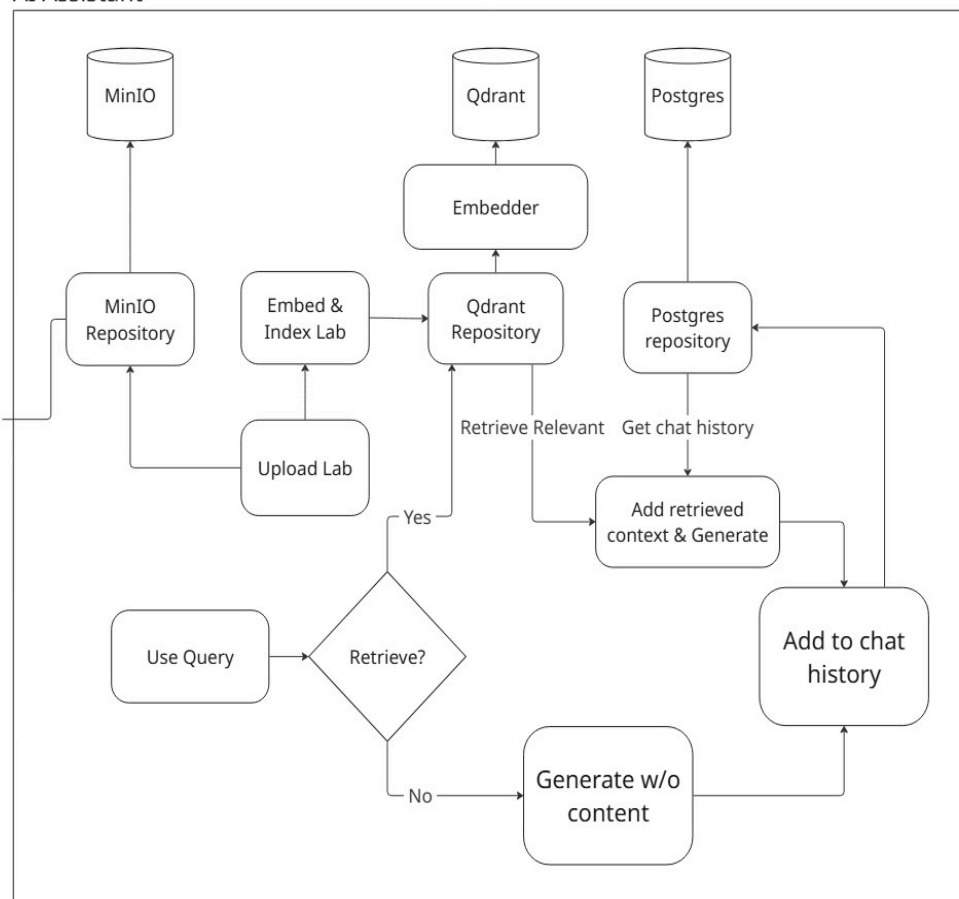 MinIO
Qdrant
Postgres
Embedder
MinIO
Repository
Embed &
Index Lab
Qdrant
Repository
Postgres
repository
Retrieve Relevant
Get chat history
Upload Lab
Add retrieved
context & Generate
Yes
Use Query
Retrieve?
Add to chat
history
Generate w/o
content
No